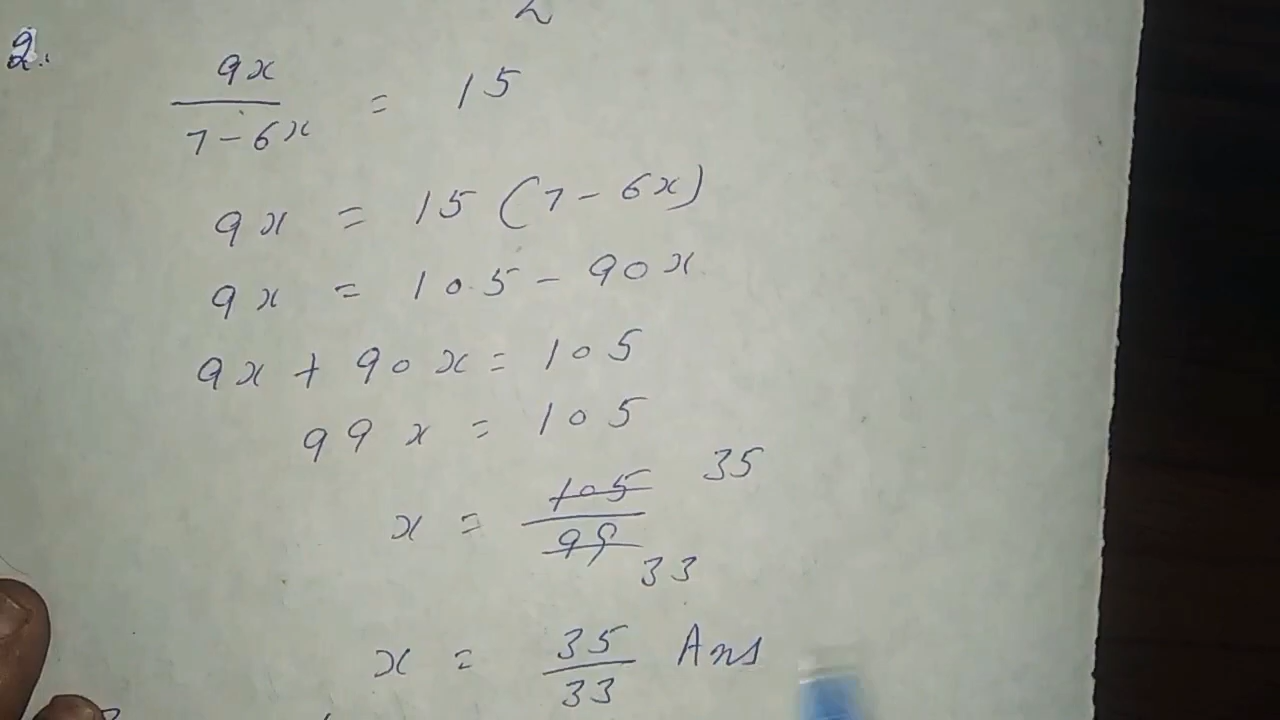 2.
9x
7-6x = 15
9x = 15 (7-6x)
9x = 105 - 90x
9x + 90x = 105
99x = 105
x = 105/99 35 33
x = 35/33 Ans